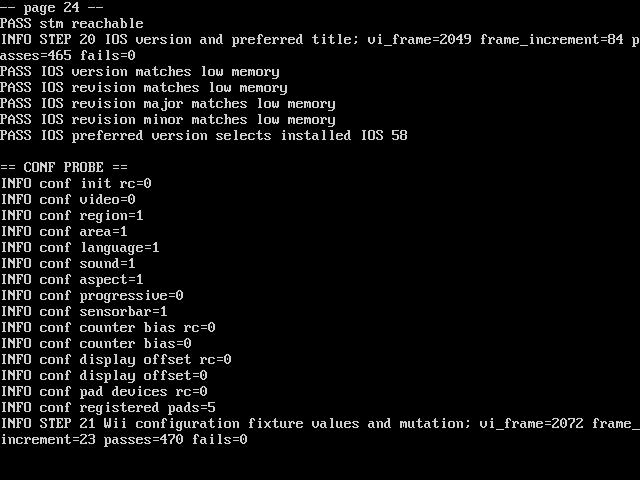 -- page 24 --
PASS stm reachable
INFO STEP 20 IOS version and preferred title; vi_frame=2049 frame_increment=84 p
asses=465 fails=0
PASS IOS version matches low memory
PASS IOS revision matches low memory
PASS IOS revision major matches low memory
PASS IOS revision minor matches low memory
PASS IOS preferred version selects installed IOS 58
== CONF PROBE ==
INFO conf init rc=0
INFO conf video=0
INFO conf region=1
INFO conf area=1
INFO conf language=1
INFO conf sound=1
INFO conf aspect=1
INFO conf progressive=0
INFO conf sensorbar=1
INFO conf counter bias rc=0
INFO conf counter bias=0
INFO conf display offset rc=0
INFO conf display offset=0
INFO conf pad devices rc=0
INFO conf registered pads=5
INFO STEP 21 Wii configuration fixture values and mutation; vi_frame=2072 frame_
increment=23 passes=470 fails=0